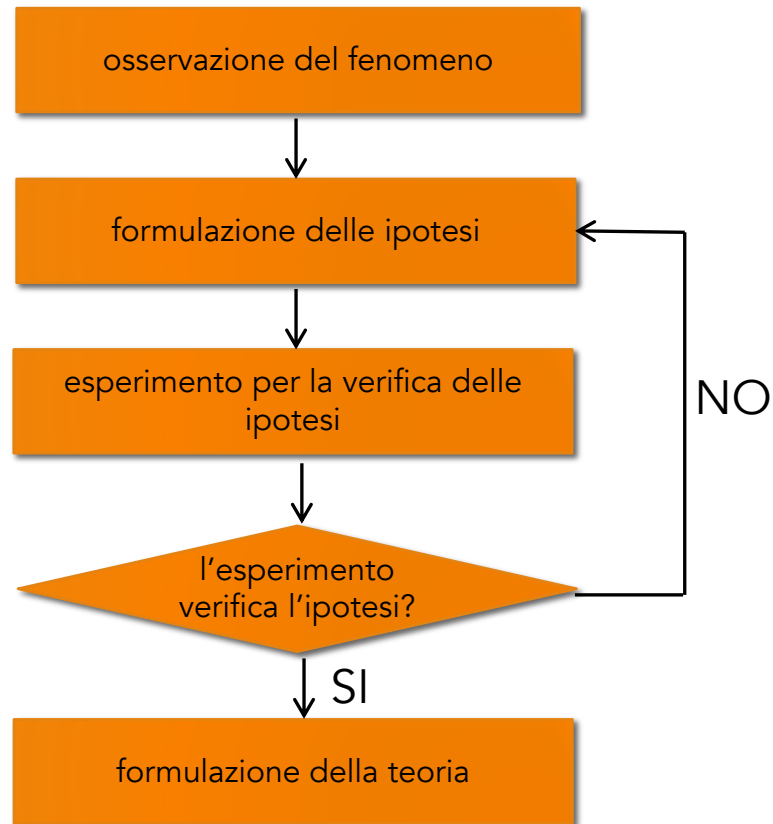 osservazione del fenomeno
formulazione delle ipotesi
esperimento per la verifica delle
ipotesi
NO
l'esperimento
verifica l'ipotesi?
SI
formulazione della teoria